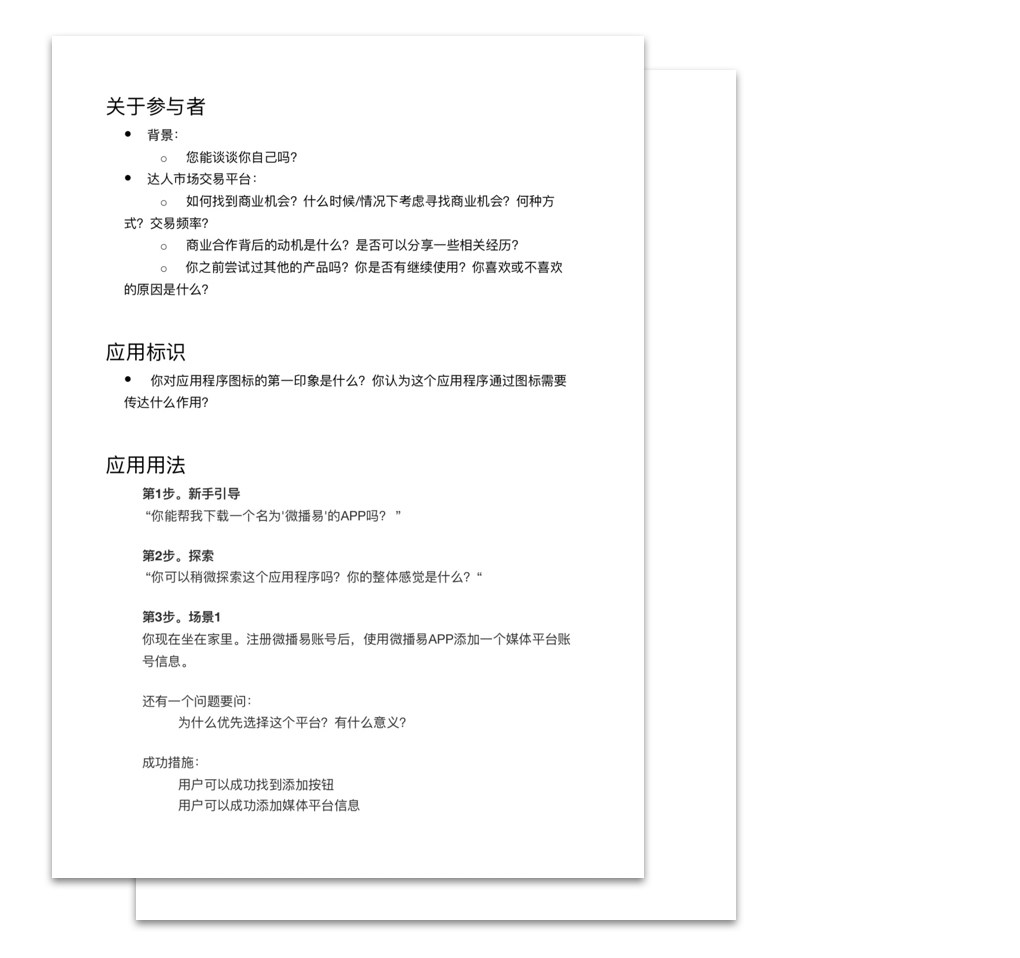 关于参与者
● 背景：
○ 您能谈谈你自己吗？
● 达人市场交易平台：
○ 如何找到商业机会？什么时候/情况下考虑寻找商业机会？何种方
式？交易频率？
○ 商业合作背后的动机是什么？是否可以分享一些相关经历？
○ 你之前尝试过其他的产品吗？你是否有继续使用？你喜欢或不喜欢
的原因是什么？
应用标识
● 你对应用程序图标的第一印象是什么？你认为这个应用程序通过图标需要
传达什么作用？
应用用法
第1步。新手引导
“你能帮我下载一个名为'微播易'的APP吗？ ”
第2步。探索
“你可以稍微探索这个应用程序吗？你的整体感觉是什么？“
第3步。场景1
你现在坐在家里。注册微播易账号后，使用微播易APP添加一个媒体平台账
号信息。
还有一个问题要问：
为什么优先选择这个平台？有什么意义？
成功措施：
用户可以成功找到添加按钮
用户可以成功添加媒体平台信息